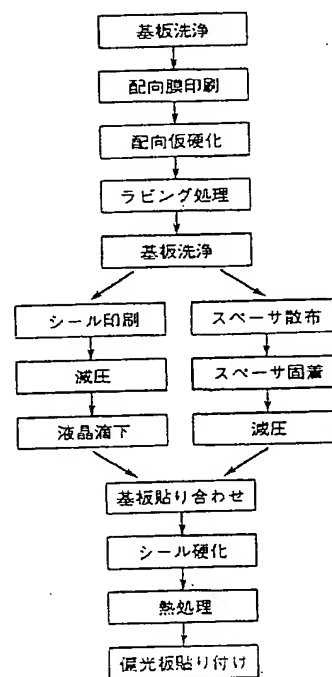 基板洗浄
配向膜印刷
配向仮硬化
ラビング処理
基板洗浄
シール印刷
スペーサ散布
減圧
スペーサ固着
液晶滴下
減圧
基板貼り合わせ
シール硬化
熱処理
偏光板貼り付け